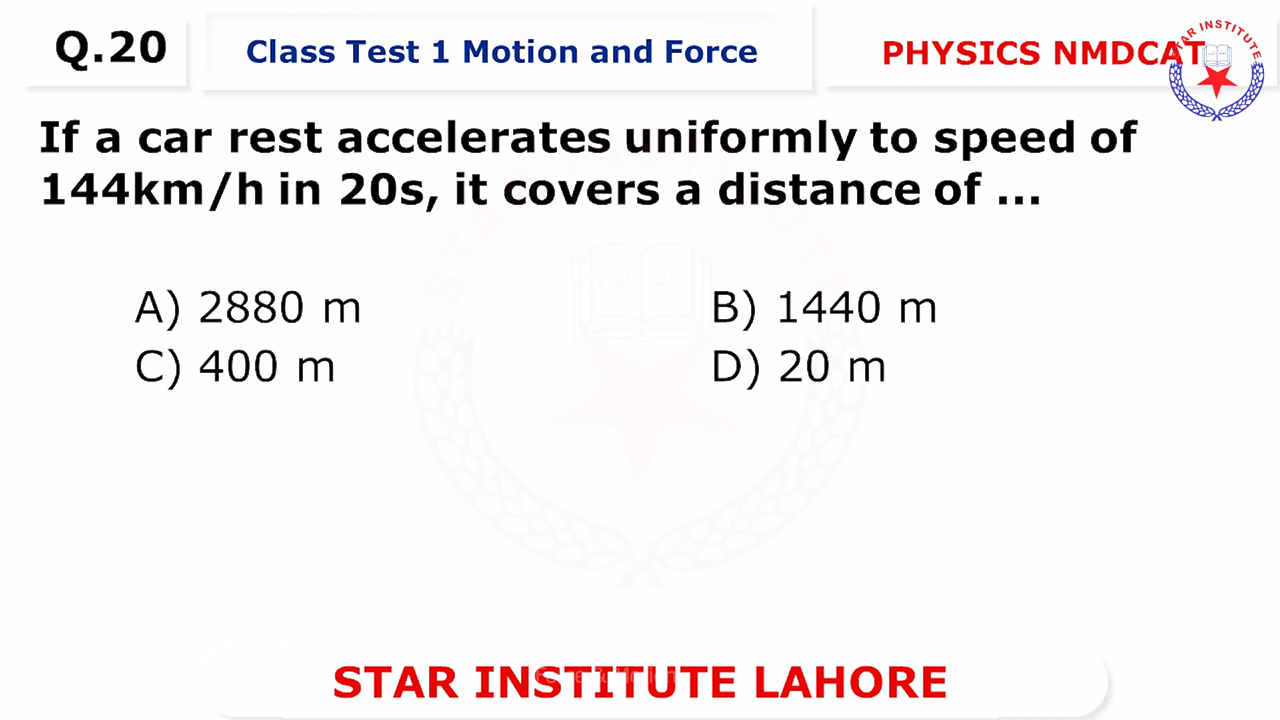 Q.20
Class Test 1 Motion and Force
PHYSICS NMDCAT
STAR INSTITUTE
If a car rest accelerates uniformly to speed of
144km/h in 20s, it covers a distance of ...
A) 2880 m
B) 1440 m
C) 400 m
D) 20 m
STAR INSTITUTE LAHORE